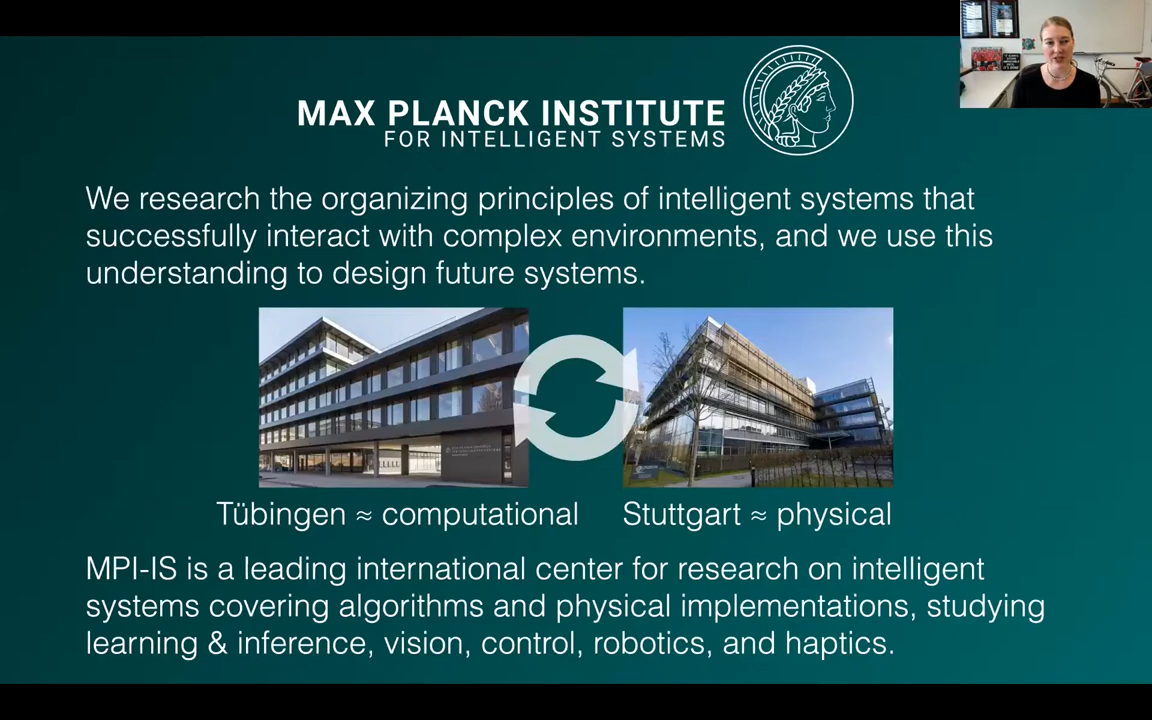 MAX PLANCK INSTITUTE
FOR INTELLIGENT SYSTEMS
We research the organizing principles of intelligent systems that
successfully interact with complex environments, and we use this
understanding to design future systems.
Tübingen ≈ computational
Stuttgart ≈ physical
MPI-IS is a leading international center for research on intelligent
systems covering algorithms and physical implementations, studying
learning & inference, vision, control, robotics, and haptics.